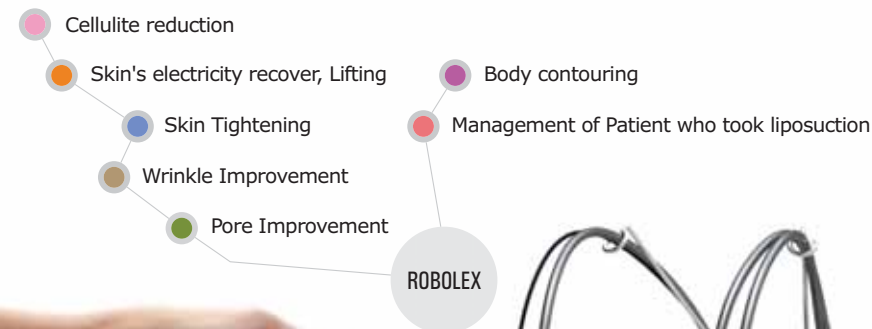 Cellulite reduction
Skin's electricity recover, Lifting
Body contouring
Skin Tightening
Management of Patient who took liposuction
Wrinkle Improvement
Pore Improvement
ROBOLEX